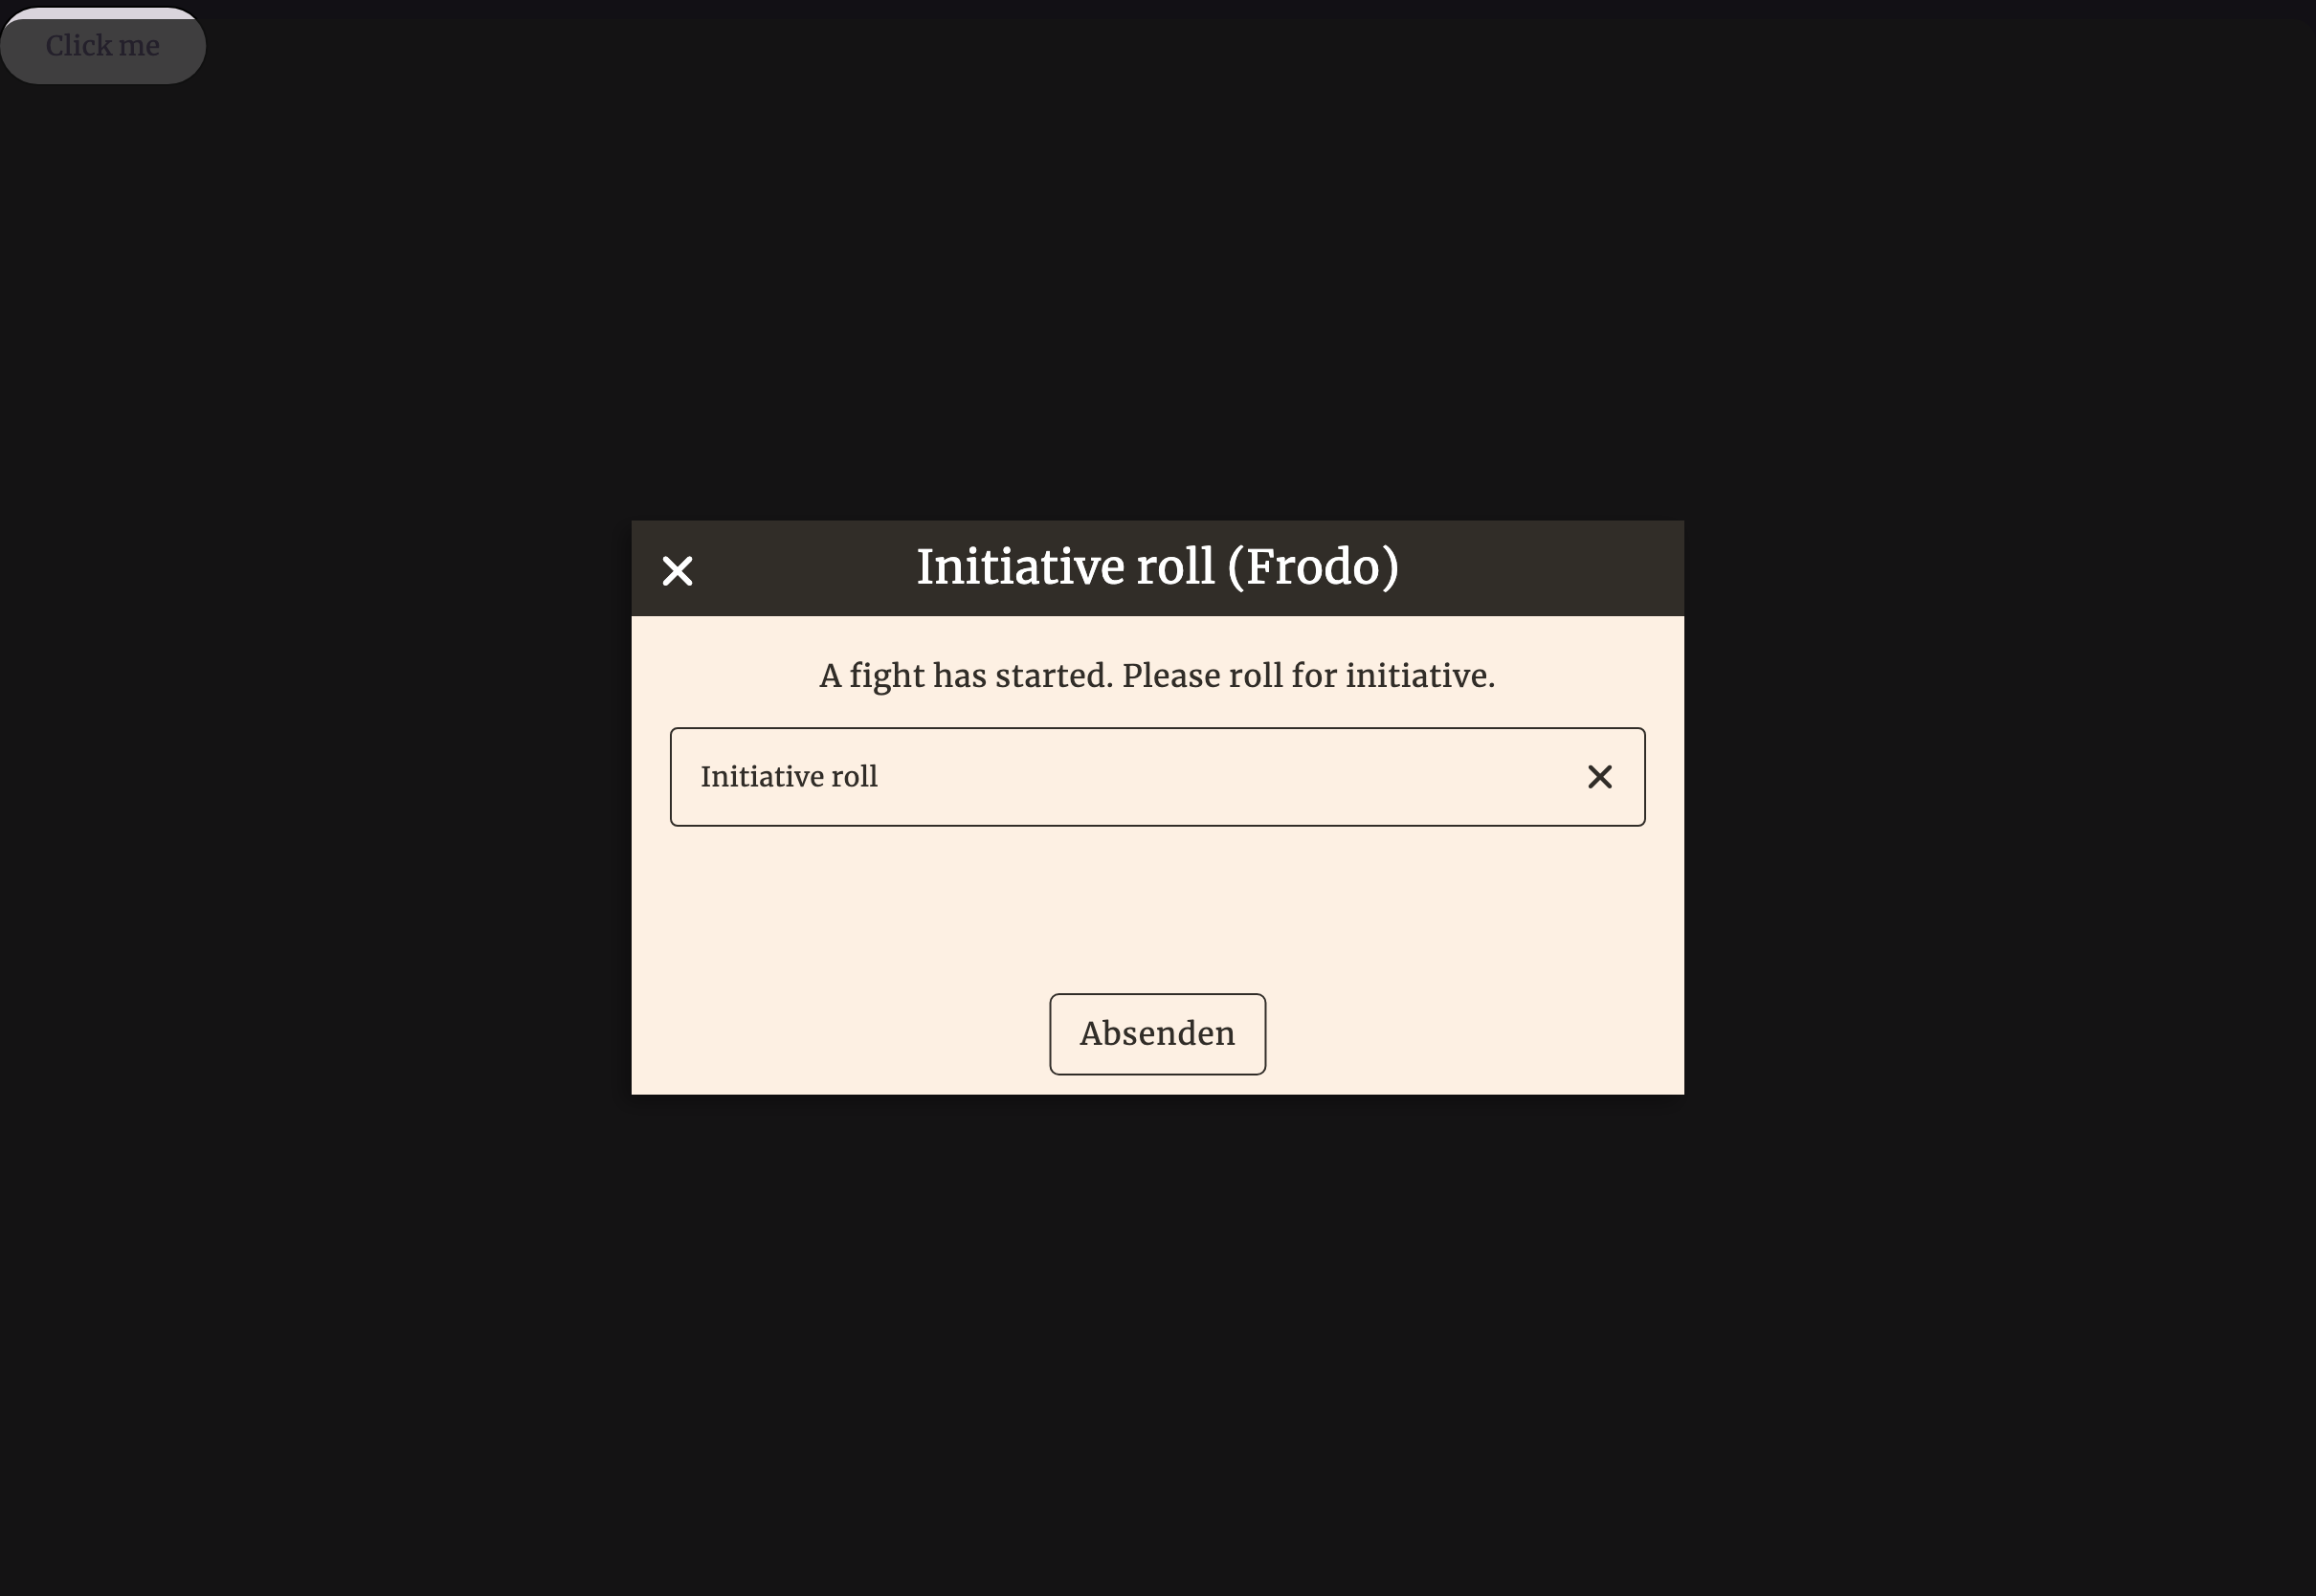 Click me
Initiative roll (Frodo)
A fight has started. Please roll for initiative.
Initiative roll
Absenden